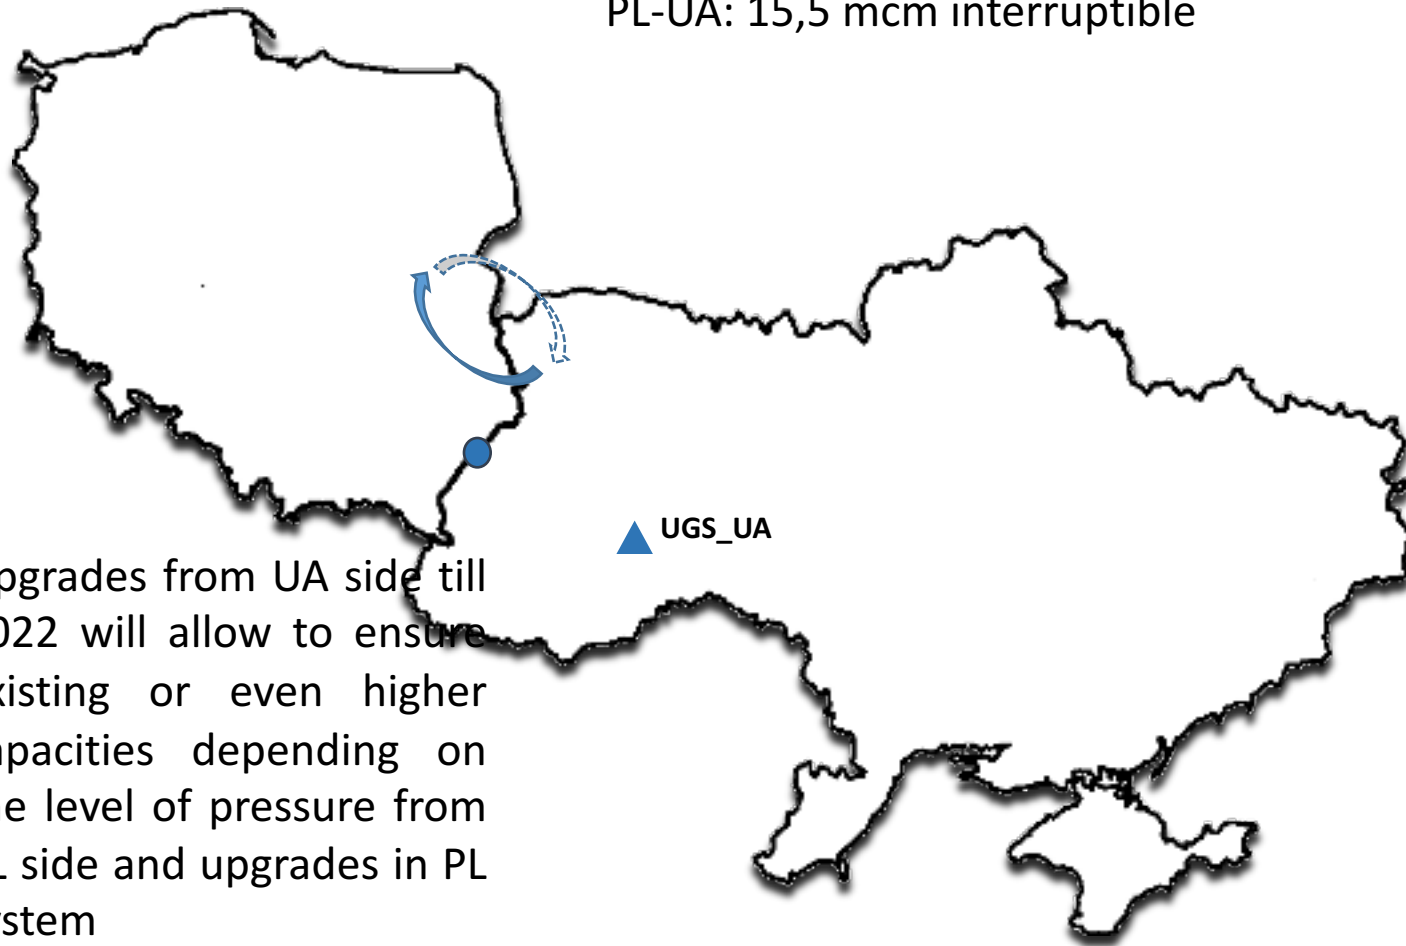 PL-UA: 15,5 mcm interruptible
UGS_UA
pgrades from UA side till
022 will allow to ensure
xisting or even higher
apacities depending on
e level of pressure from
L side and upgrades in PL
ystem